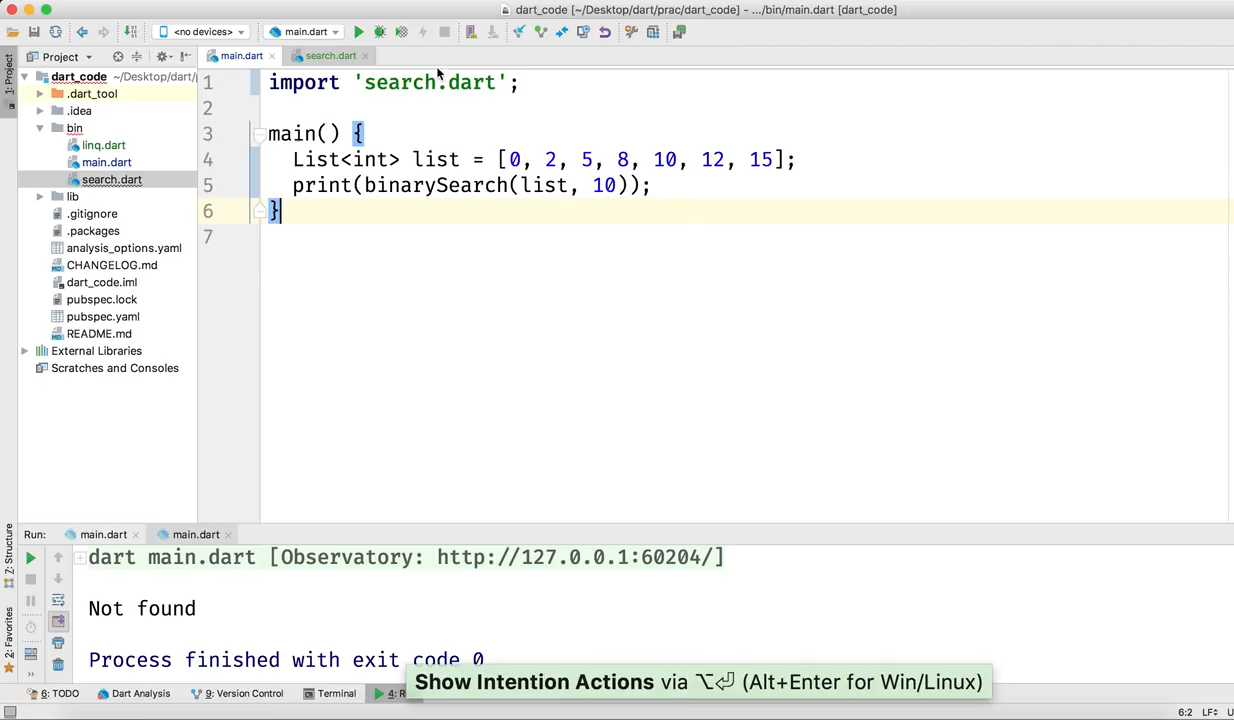 dart_code [~/Desktop/dart/prac/dart_code] - .../bin/main.dart [dart_code]
<no devices>
main.dart
1: Project
Project
main.dart
search.dart
dart_code ~/Desktop/dart/
.dart_tool
.idea
bin
linq.dart
main.dart
search.dart
lib
.gitignore
.packages
analysis_options.yaml
CHANGELOG.md
dart_code.iml
pubspec.lock
pubspec.yaml
README.md
External Libraries
Scratches and Consoles
1 import 'search.dart';
2
3 main() {
4 List<int> list = [0, 2, 5, 8, 10, 12, 15];
5 print(binarySearch(list, 10));
6 }
7
Z: Structure
2: Favorites
Run: main.dart main.dart
dart main.dart [Observatory: http://127.0.0.1:60204/]
Not found
Process finished with exit code 0
Show Intention Actions via ⌥⏎ (Alt+Enter for Win/Linux)
6: TODO Dart Analysis 9: Version Control Terminal 4:
6:2 LF÷